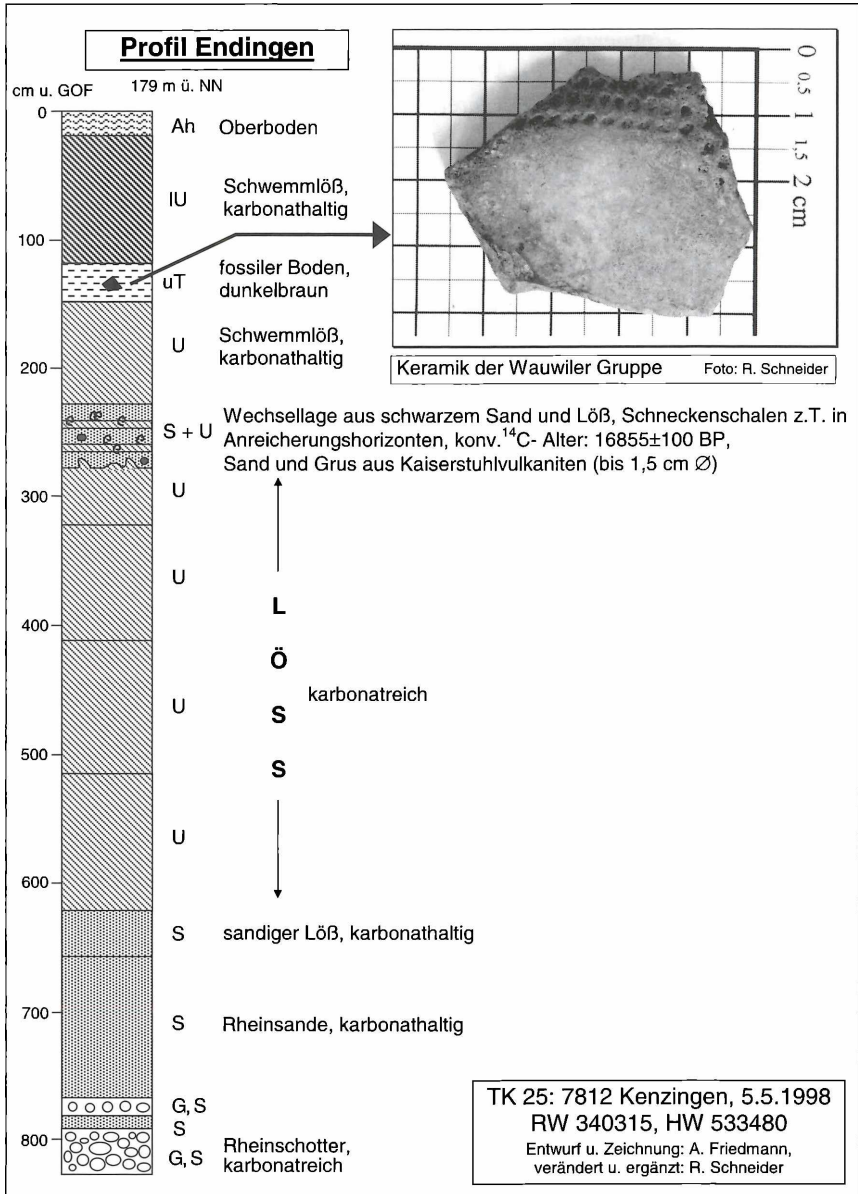 Profil Endingen
cm u. GOF 179 m ü. NN
0
Ah Oberboden
lU Schwemmlöß,
karbonathaltig
100
uT fossiler Boden,
dunkelbraun
U Schwemmlöß,
karbonathaltig
200
S + U Wechsellage aus schwarzem Sand und Löß, Schneckenschalen z.T. in
Anreicherungshorizonten, konv.¹⁴C- Alter: 16855±100 BP,
Sand und Grus aus Kaiserstuhlvulkaniten (bis 1,5 cm Ø)
U
300
U
400
L
Ö
S
S
karbonatreich
U
500
U
600
S sandiger Löß, karbonathaltig
700
S Rheinsande, karbonathaltig
G, S
S
800
G, S Rheinschotter,
karbonatreich
0
0,5
1
1,5
2 cm
Keramik der Wauwiler Gruppe Foto: R. Schneider
TK 25: 7812 Kenzingen, 5.5.1998
RW 340315, HW 533480
Entwurf u. Zeichnung: A. Friedmann,
verändert u. ergänzt: R. Schneider